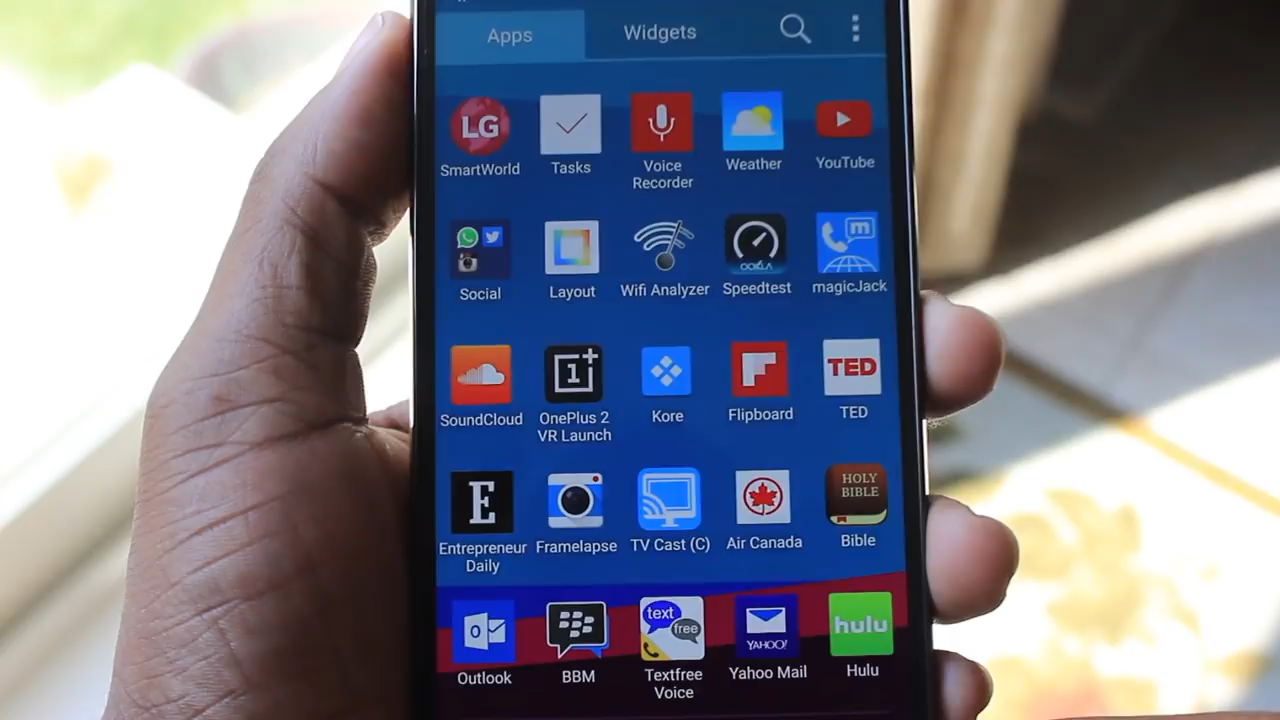 Apps
Widgets
LG
SmartWorld
Tasks
Voice
Recorder
Weather
YouTube
Social
Layout
Wifi Analyzer
OOKLA
Speedtest
m
magicJack
SoundCloud
1+
OnePlus 2
VR Launch
Kore
Flipboard
TED
TED
E
Entrepreneur
Daily
Framelapse
TV Cast (C)
Air Canada
HOLY
BIBLE
Bible
O
Outlook
BBM
text
free
Textfree
Voice
YAHOO!
Yahoo Mail
hulu
Hulu